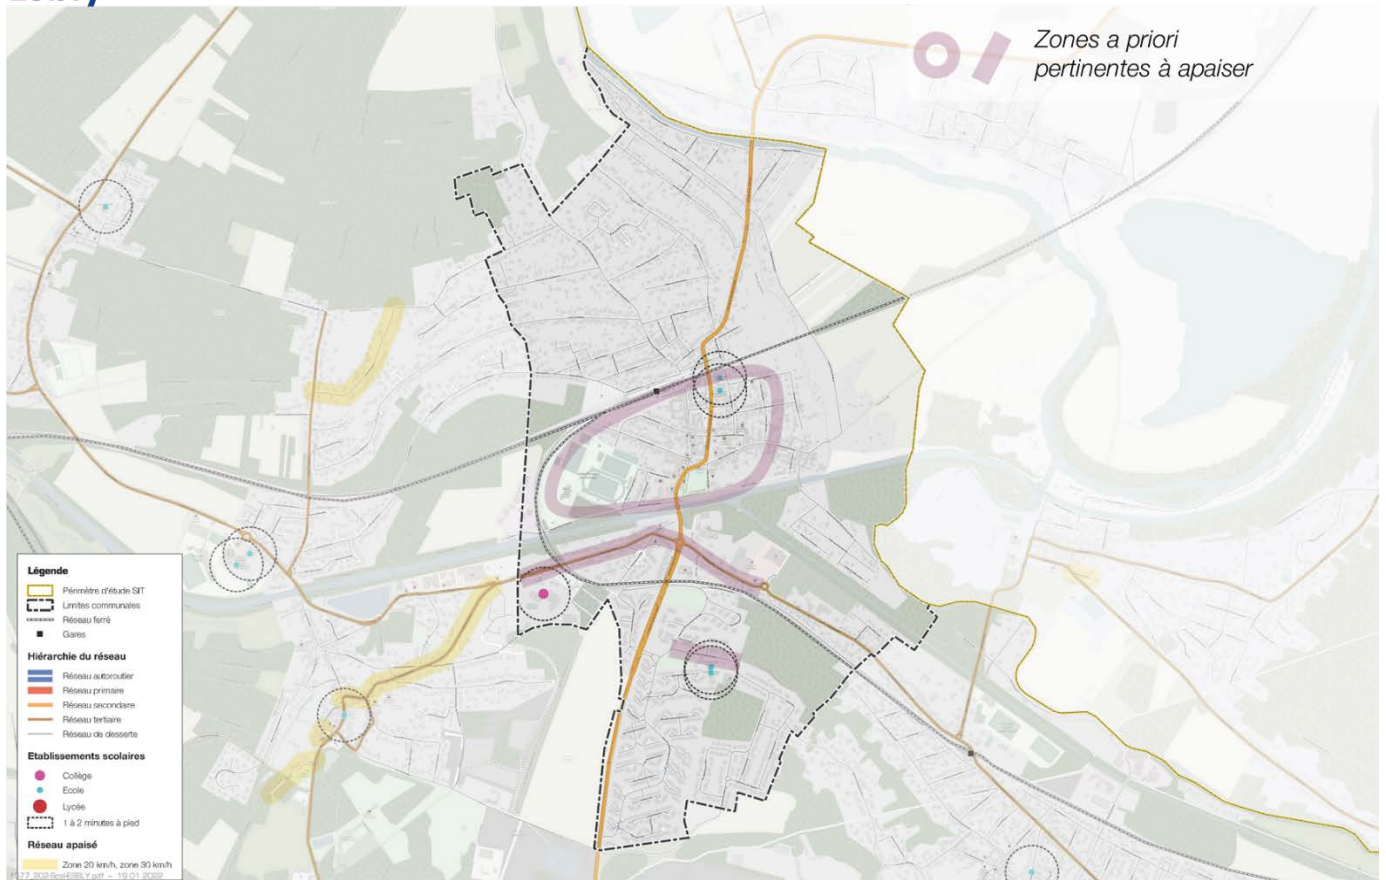 Esbly
Zones a priori
pertinentes à apaiser
Légende
Périmètre d'étude SIT
Limites communales
Réseau ferré
Gares
Hiérarchie du réseau
Réseau autoroutier
Réseau primaire
Réseau secondaire
Réseau tertiaire
Réseau de desserte
Etablissements scolaires
Collège
Ecole
Lycée
1 à 2 minutes à pied
Réseau apaisé
Zone 20 km/h, zone 30 km/h